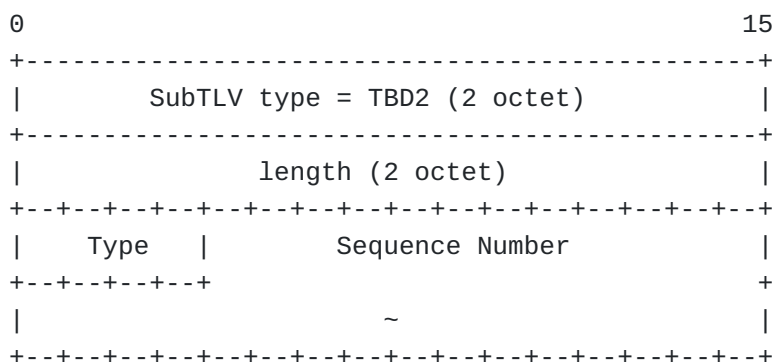 0                                             15
+-----------------------------------------------+
|        SubTLV type = TBD2 (2 octet)           |
+-----------------------------------------------+
|               length (2 octet)                |
+--+--+--+--+--+--+--+--+--+--+--+--+--+--+--+--+
|    Type   |        Sequence Number            |
+--+--+--+--+                                   +
|                       ~                       |
+--+--+--+--+--+--+--+--+--+--+--+--+--+--+--+--+